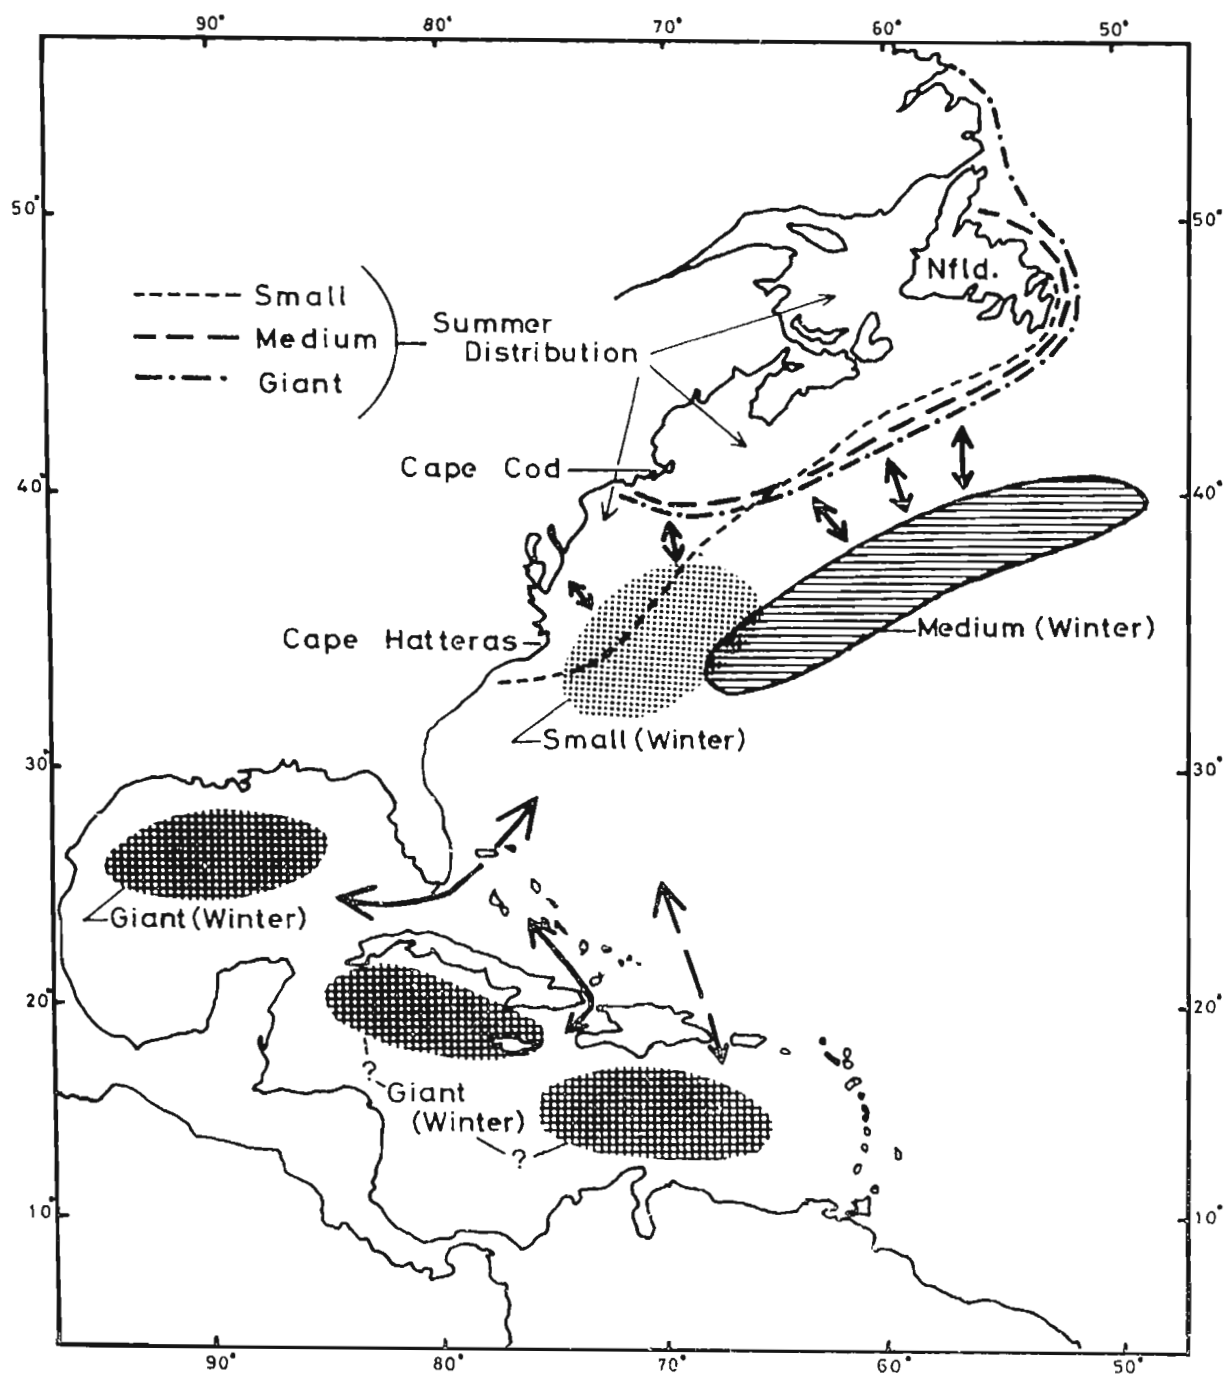 90° 80° 70° 60° 50°
50° 50°
Nfld.
Small
Summer
Medium
Distribution
Giant
Cape Cod
40° 40°
Cape Hatteras
Medium (Winter)
Small (Winter)
30° 30°
Giant (Winter)
20° 20°
?
Giant
(Winter)
?
10° 10°
90° 80° 70° 60° 50°